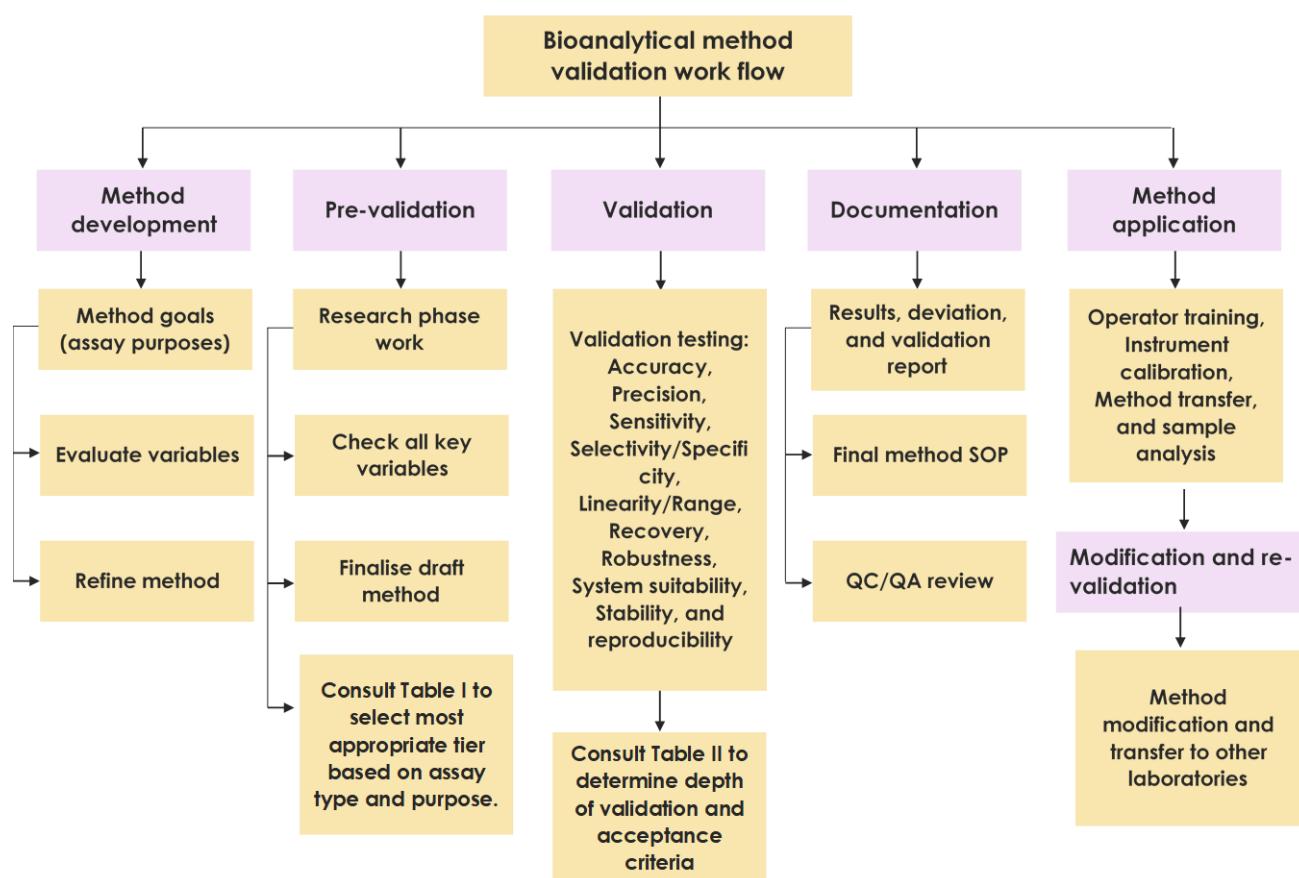 Bioanalytical method
validation work flow
Method
development
Pre-validation
Validation
Documentation
Method
application
Method goals
(assay purposes)
Evaluate variables
Refine method
Research phase
work
Check all key
variables
Finalise draft
method
Consult Table I to
select most
appropriate tier
based on assay
type and purpose.
Validation testing:
Accuracy,
Precision,
Sensitivity,
Selectivity/Specifi
city,
Linearity/Range,
Recovery,
Robustness,
System suitability,
Stability, and
reproducibility
Consult Table II to
determine depth
of validation and
acceptance
criteria
Results, deviation,
and validation
report
Final method SOP
QC/QA review
Operator training,
Instrument
calibration,
Method transfer,
and sample
analysis
Modification and re-
validation
Method
modification and
transfer to other
laboratories